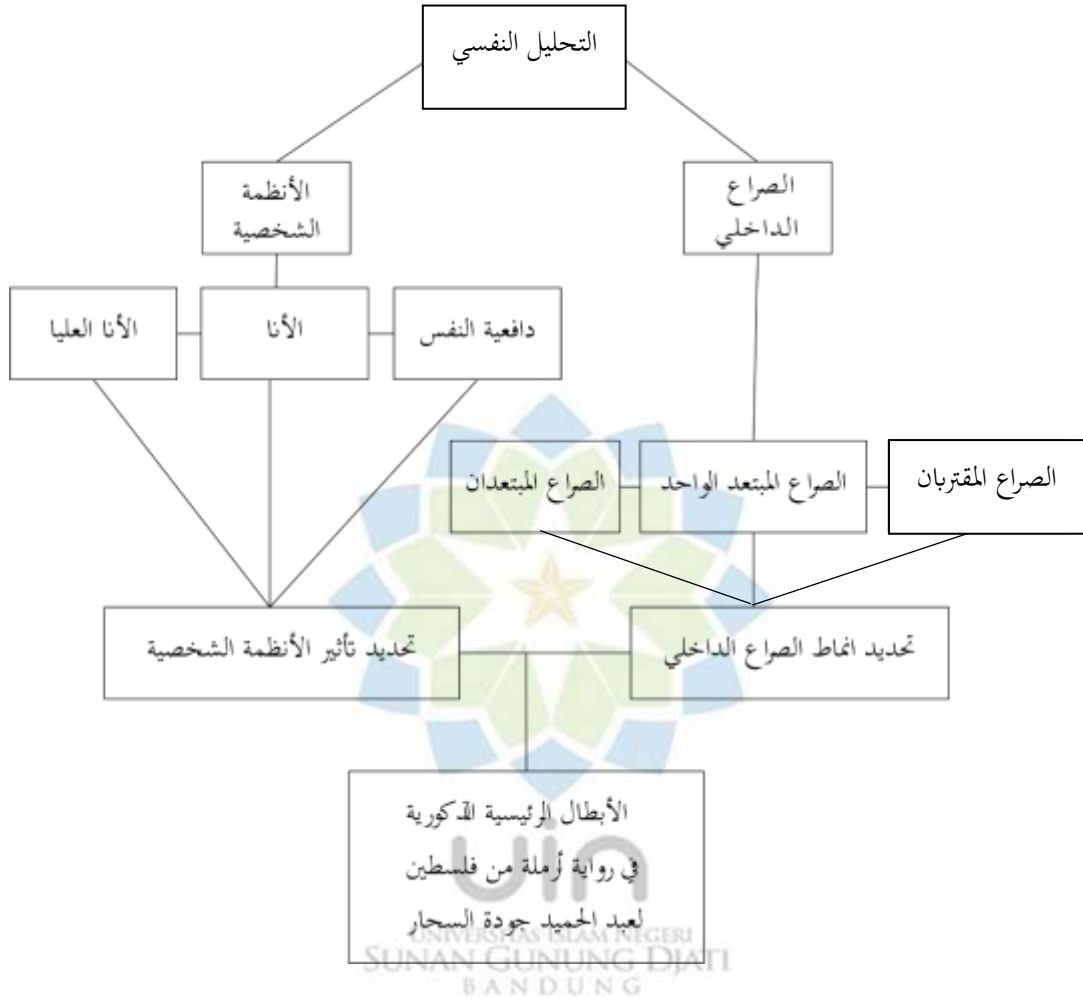 التحليل النفسي
الصراع
الداخلي
الأنظمة
الشخصية
دافعية النفس
الأنا
الأنا العليا
الصراع المقتربان
الصراع المبتعد الواحد
الصراع المبتعدان
تحديد انماط الصراع الداخلي
تحديد تأثير الأنظمة الشخصية
الأبطال الرئيسية الذكورية
في رواية أرملة من فلسطين
لعبد الحميد جودة السحار
uin
UNIVERSITAS ISLAM NEGERI
SUNAN GUNUNG DJATI
BANDUNG